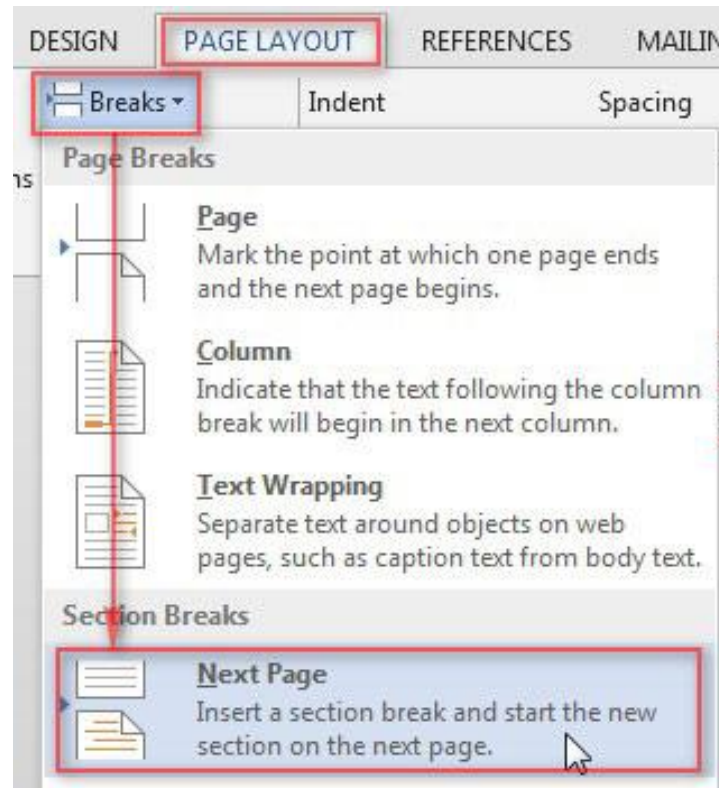 DESIGN PAGE LAYOUT REFERENCES MAILIN
Breaks Indent Spacing
Page Breaks
ns
Page
Mark the point at which one page ends
and the next page begins.
Column
Indicate that the text following the column
break will begin in the next column.
Text Wrapping
Separate text around objects on web
pages, such as caption text from body text.
Section Breaks
Next Page
Insert a section break and start the new
section on the next page.